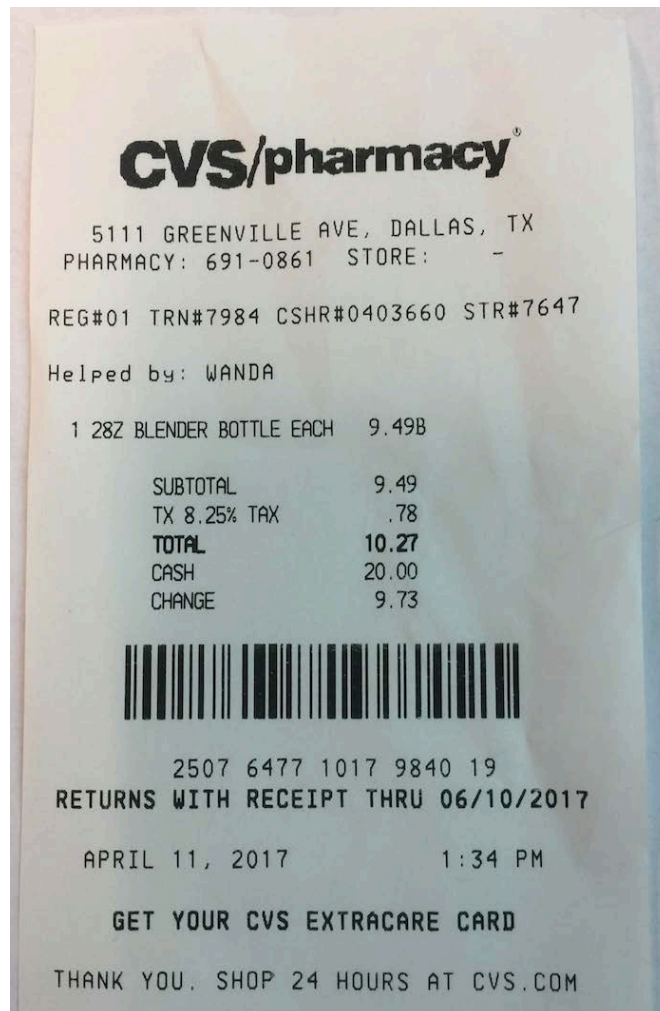 CVS/pharmacy®
5111 GREENVILLE AVE, DALLAS, TX
PHARMACY: 691-0861 STORE: -
REG#01 TRN#7984 CSHR#0403660 STR#7647
Helped by: WANDA
1 28Z BLENDER BOTTLE EACH 9.49B
SUBTOTAL 9.49
TX 8.25% TAX .78
TOTAL 10.27
CASH 20.00
CHANGE 9.73
2507 6477 1017 9840 19
RETURNS WITH RECEIPT THRU 06/10/2017
APRIL 11, 2017 1:34 PM
GET YOUR CVS EXTRACARE CARD
THANK YOU. SHOP 24 HOURS AT CVS.COM